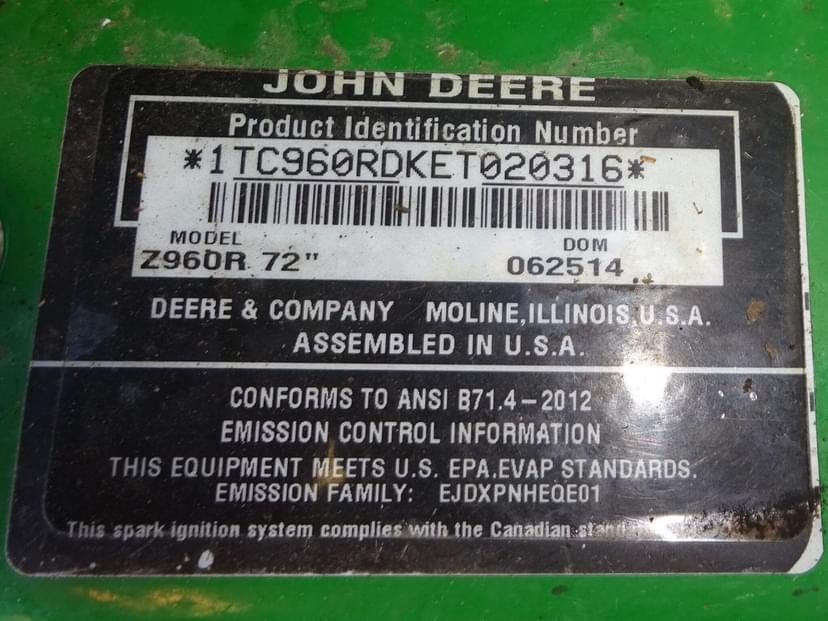 JOHN DEERE
Product Identification Number
*1TC960RDKET020316*
MODEL DOM
Z960R 72" 062514
DEERE & COMPANY MOLINE, ILLINOIS, U.S.A.
ASSEMBLED IN U.S.A.
CONFORMS TO ANSI B71.4-2012
EMISSION CONTROL INFORMATION
THIS EQUIPMENT MEETS U.S. EPA.EVAP STANDARDS.
EMISSION FAMILY: EJDXPNHEQE01
This spark ignition system complies with the Canadian